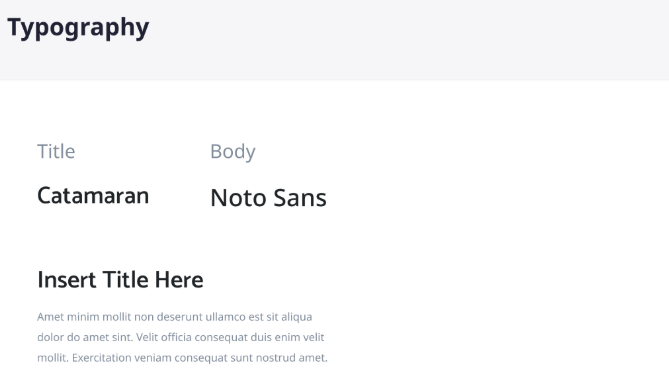 Typography
Title
Body
Catamaran
Noto Sans
Insert Title Here
Amet minim mollit non deserunt ullamco est sit aliqua
dolor do amet sint. Velit officia consequat duis enim velit
mollit. Exercitation veniam consequat sunt nostrud amet.